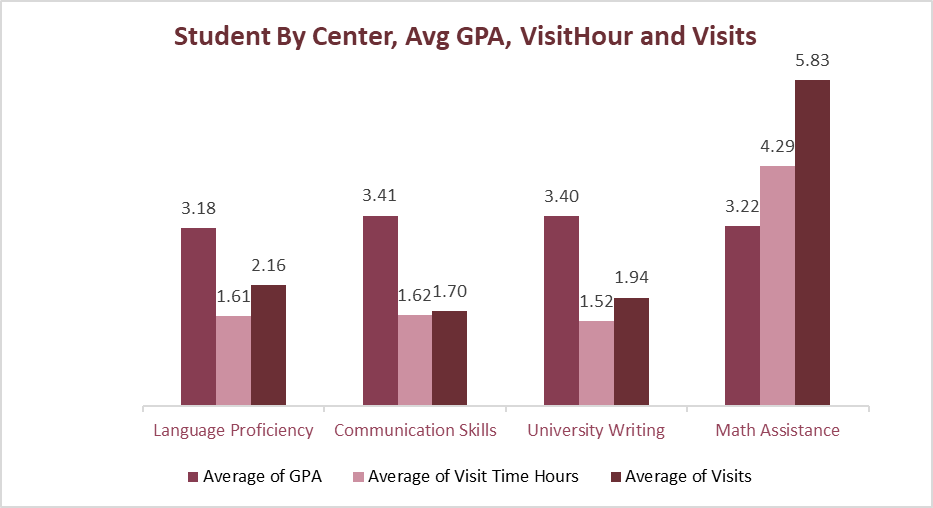 Student By Center, Avg GPA, VisitHour and Visits
3.18
1.61
2.16
3.41
1.62
1.70
3.40
1.52
1.94
3.22
4.29
5.83
Language Proficiency
Communication Skills
University Writing
Math Assistance
Average of GPA
Average of Visit Time Hours
Average of Visits